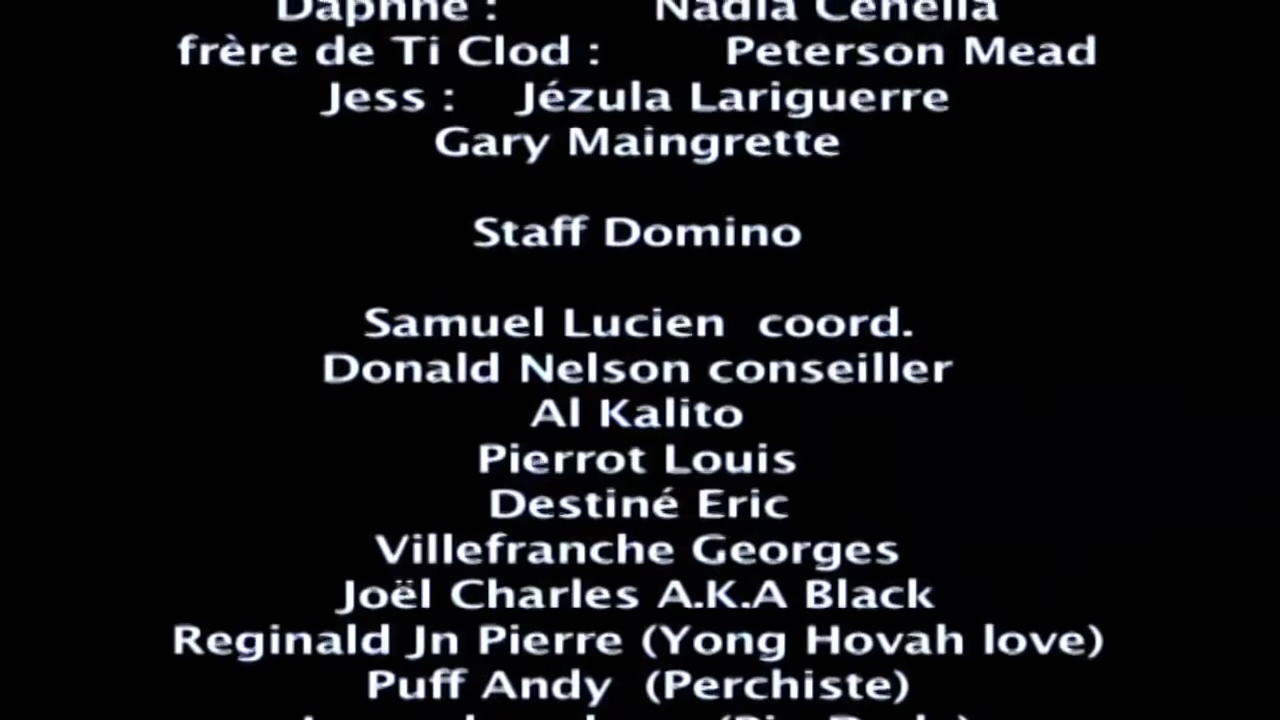 Daphne : Nadia Cenella
frère de Ti Clod : Peterson Mead
Jess : Jézula Lariguerre
Gary Maingrette
Staff Domino
Samuel Lucien coord.
Donald Nelson conseiller
Al Kalito
Pierrot Louis
Destiné Eric
Villefranche Georges
Joël Charles A.K.A Black
Reginald Jn Pierre (Yong Hovah love)
Puff Andy (Perchiste)